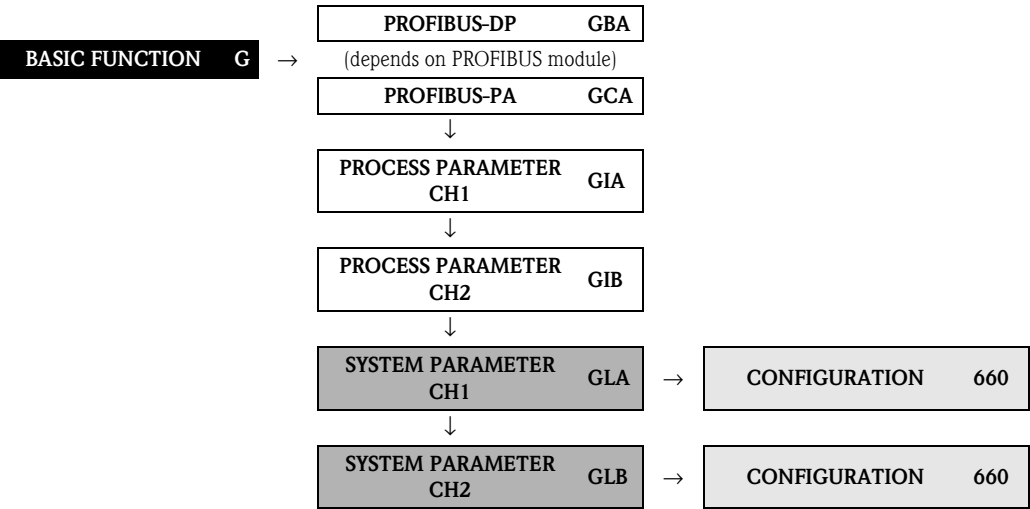 PROFIBUS-DP GBA
BASIC FUNCTION G → (depends on PROFIBUS module)
PROFIBUS-PA GCA
↓
PROCESS PARAMETER
CH1 GIA
↓
PROCESS PARAMETER
CH2 GIB
↓
SYSTEM PARAMETER
CH1 GLA → CONFIGURATION 660
↓
SYSTEM PARAMETER
CH2 GLB → CONFIGURATION 660